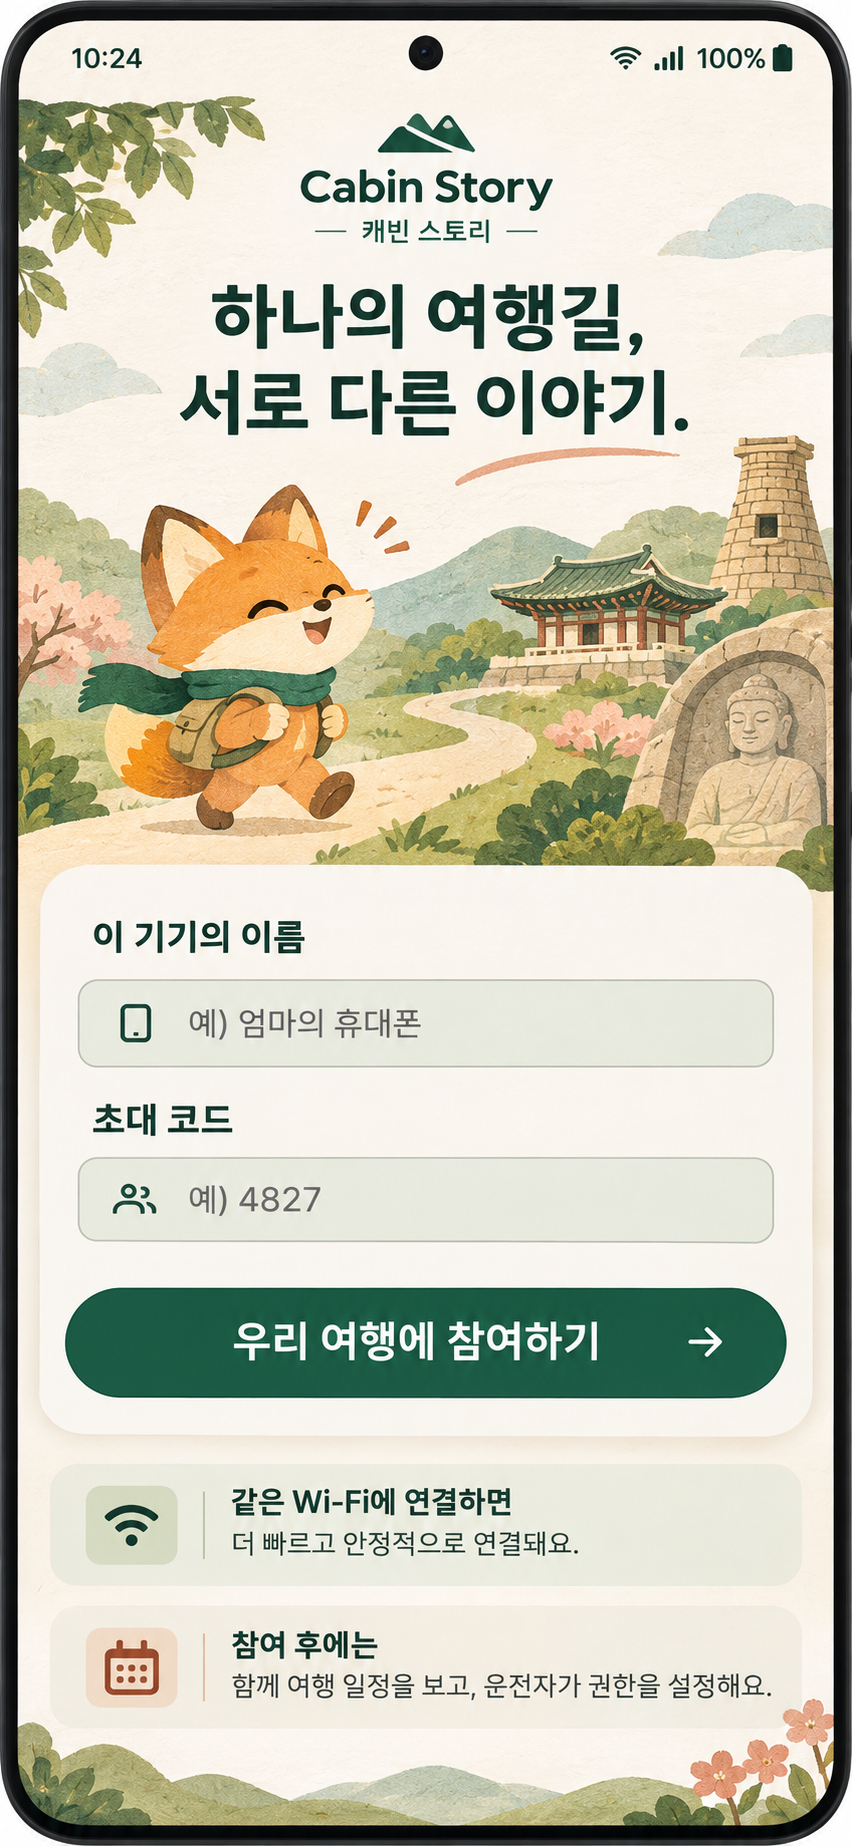 10:24
100%
Cabin Story
캐빈 스토리
하나의 여행길,
서로 다른 이야기.
이 기기의 이름
예) 엄마의 휴대폰
초대 코드
예) 4827
우리 여행에 참여하기
같은 Wi-Fi에 연결하면
더 빠르고 안정적으로 연결돼요.
참여 후에는
함께 여행 일정을 보고, 운전자가 권한을 설정해요.